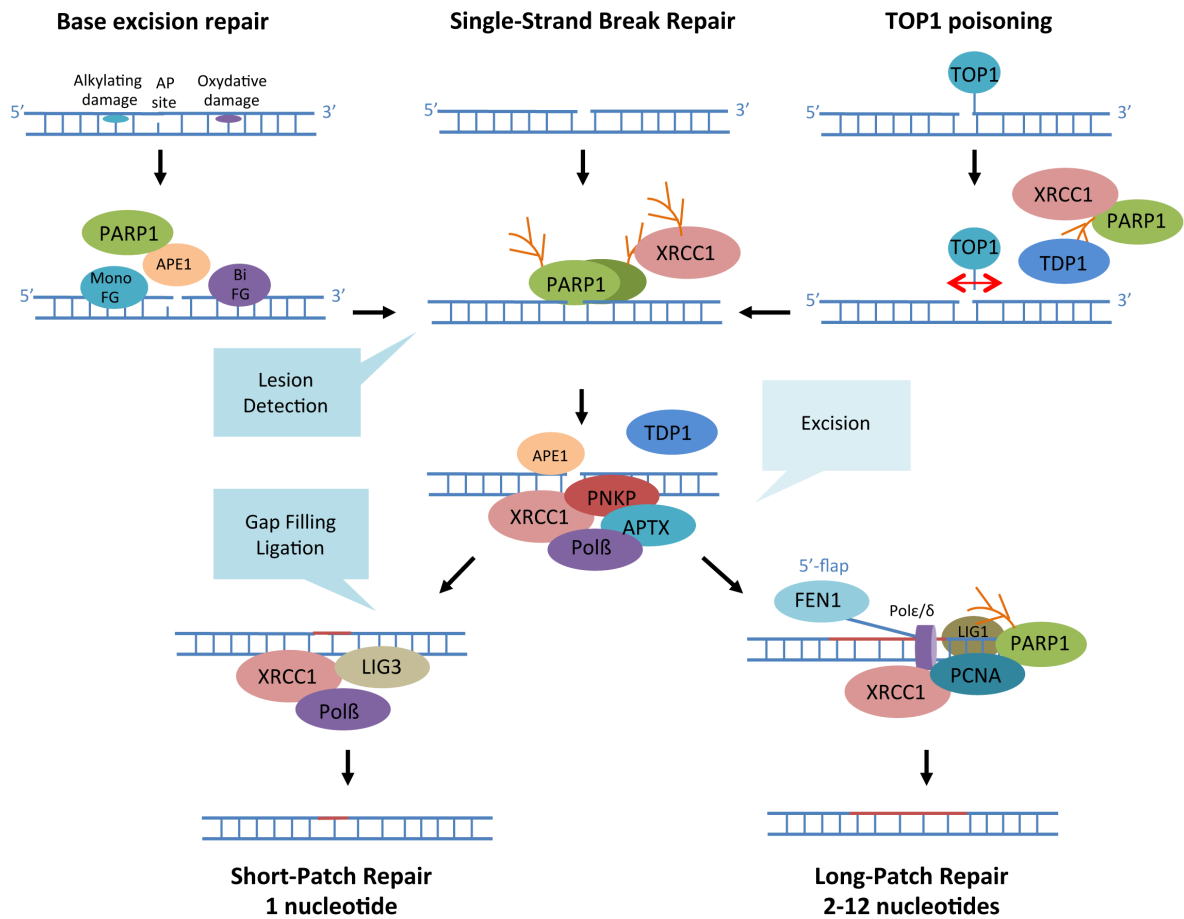 Base excision repair
Single-Strand Break Repair
TOP1 poisoning
Alkylating
damage
AP
site
Oxydative
damage
5’
3’
5’
3’
TOP1
5’
3’
PARP1
APE1
Mono
FG
Bi
FG
5’
3’
PARP1
XRCC1
XRCC1
PARP1
TDP1
TOP1
5’
3’
Lesion
Detection
Excision
APE1
TDP1
PNKP
XRCC1
APTX
Polß
Gap Filling
Ligation
XRCC1
LIG3
Polß
5’-flap
FEN1
Polε/δ
LIG1
PARP1
PCNA
XRCC1
Short-Patch Repair
1 nucleotide
Long-Patch Repair
2-12 nucleotides